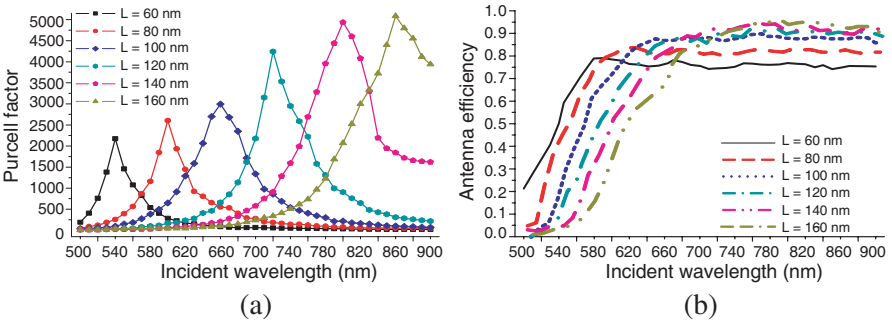 L = 60 nm
L = 80 nm
L = 100 nm
L = 120 nm
L = 140 nm
L = 160 nm
5000
4500
4000
3500
3000
2500
2000
1500
1000
500
0
Purcell factor
500 540 580 620 660 700 740 780 820 860 900
Incident wavelength (nm)
(a)
1.0
0.9
0.8
0.7
0.6
0.5
0.4
0.3
0.2
0.1
0.0
Antenna efficiency
L = 60 nm
L = 80 nm
L = 100 nm
L = 120 nm
L = 140 nm
L = 160 nm
500 540 580 620 660 700 740 780 820 860 900
Incident wavelength (nm)
(b)